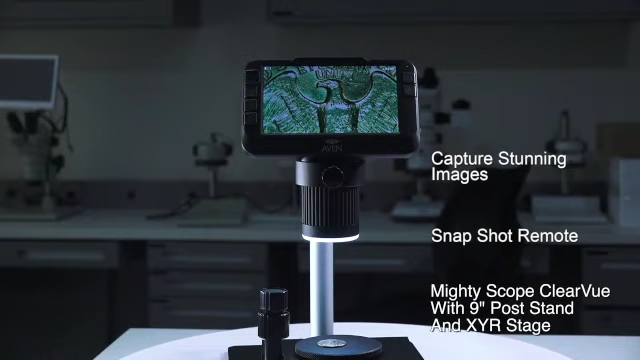 AVEN
Capture Stunning
Images
Snap Shot Remote
Mighty Scope ClearVue
With 9" Post Stand
And XYR Stage